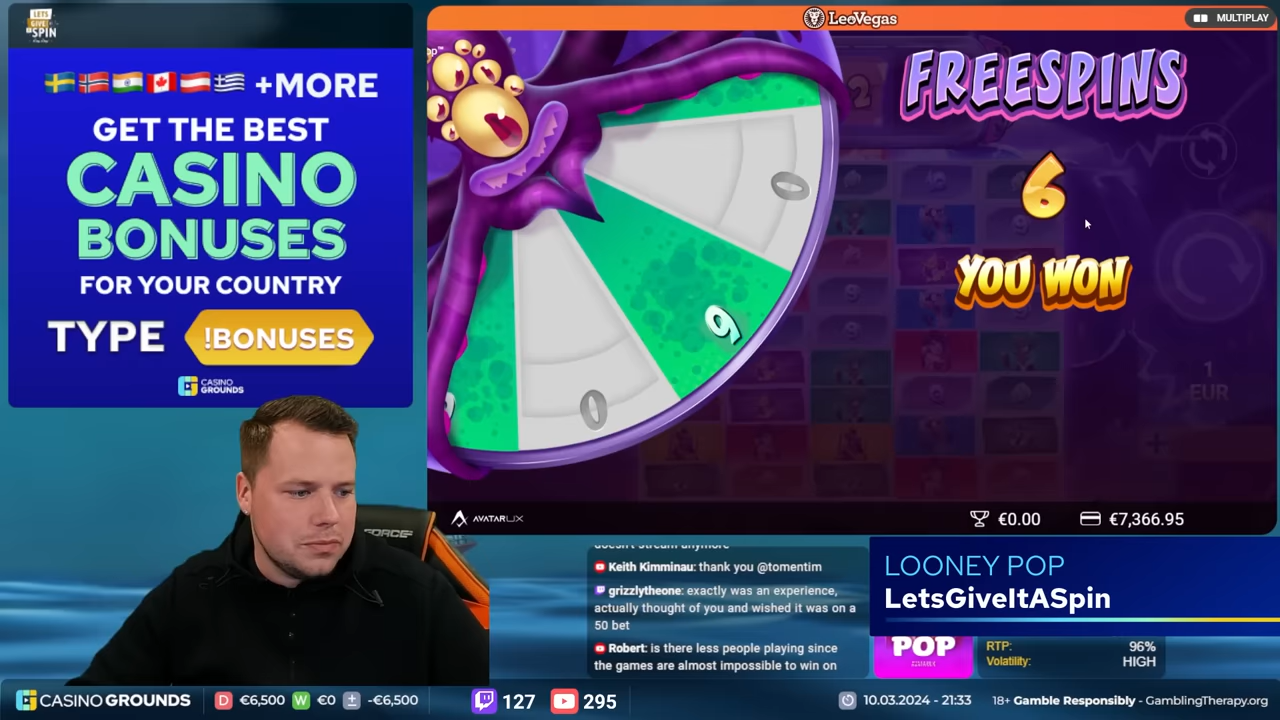 LETS
GIVE IT
A SPIN
+MORE
GET THE BEST
CASINO
BONUSES
FOR YOUR COUNTRY
TYPE !BONUSES
CASINO
GROUNDS
LeoVegas
MULTIPLAY
FREESPINS
6
YOU WON
0
6
0
2
1
EUR
AVATARUX
€0.00
€7,366.95
FORCE
doesn't stream anymore
Keith Kimminau: thank you @tomentim
grizzlytheone: exactly was an experience,
actually thought of you and wished it was on a
50 bet
Robert: is there less people playing since
the games are almost impossible to win on
LOONEY POP
LetsGiveItASpin
POP
RTP: 96%
Volatility: HIGH
CASINOGROUNDS
D €6,500 W €0 ± -€6,500
127
295
10.03.2024 - 21:33
18+ Gamble Responsibly - GamblingTherapy.org